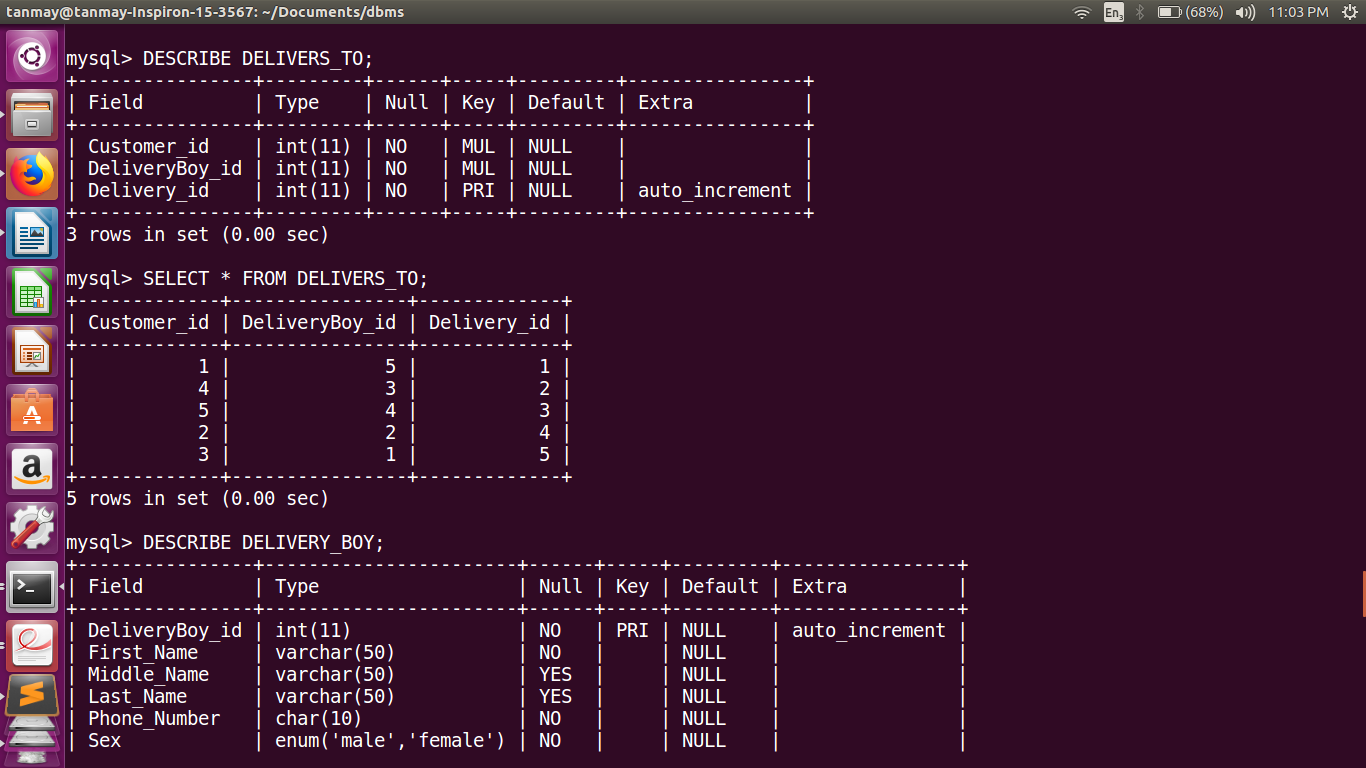 tanmay@tanmay-Inspiron-15-3567: ~/Documents/dbms
En3 (68%) 11:03 PM
mysql> DESCRIBE DELIVERS_TO;
+----------------+---------+------+-----+---------+----------------+
| Field          | Type    | Null | Key | Default | Extra          |
+----------------+---------+------+-----+---------+----------------+
| Customer_id    | int(11) | NO   | MUL | NULL    |                |
| DeliveryBoy_id | int(11) | NO   | MUL | NULL    |                |
| Delivery_id    | int(11) | NO   | PRI | NULL    | auto_increment |
+----------------+---------+------+-----+---------+----------------+
3 rows in set (0.00 sec)
mysql> SELECT * FROM DELIVERS_TO;
+-------------+----------------+-------------+
| Customer_id | DeliveryBoy_id | Delivery_id |
+-------------+----------------+-------------+
|           1 |              5 |           1 |
|           4 |              3 |           2 |
|           5 |              4 |           3 |
|           2 |              2 |           4 |
|           3 |              1 |           5 |
+-------------+----------------+-------------+
5 rows in set (0.00 sec)
mysql> DESCRIBE DELIVERY_BOY;
+----------------+-----------------------+------+-----+---------+----------------+
| Field          | Type                  | Null | Key | Default | Extra          |
+----------------+-----------------------+------+-----+---------+----------------+
| DeliveryBoy_id | int(11)               | NO   | PRI | NULL    | auto_increment |
| First_Name     | varchar(50)           | NO   |     | NULL    |                |
| Middle_Name    | varchar(50)           | YES  |     | NULL    |                |
| Last_Name      | varchar(50)           | YES  |     | NULL    |                |
| Phone_Number   | char(10)              | NO   |     | NULL    |                |
| Sex            | enum('male','female') | NO   |     | NULL    |                |